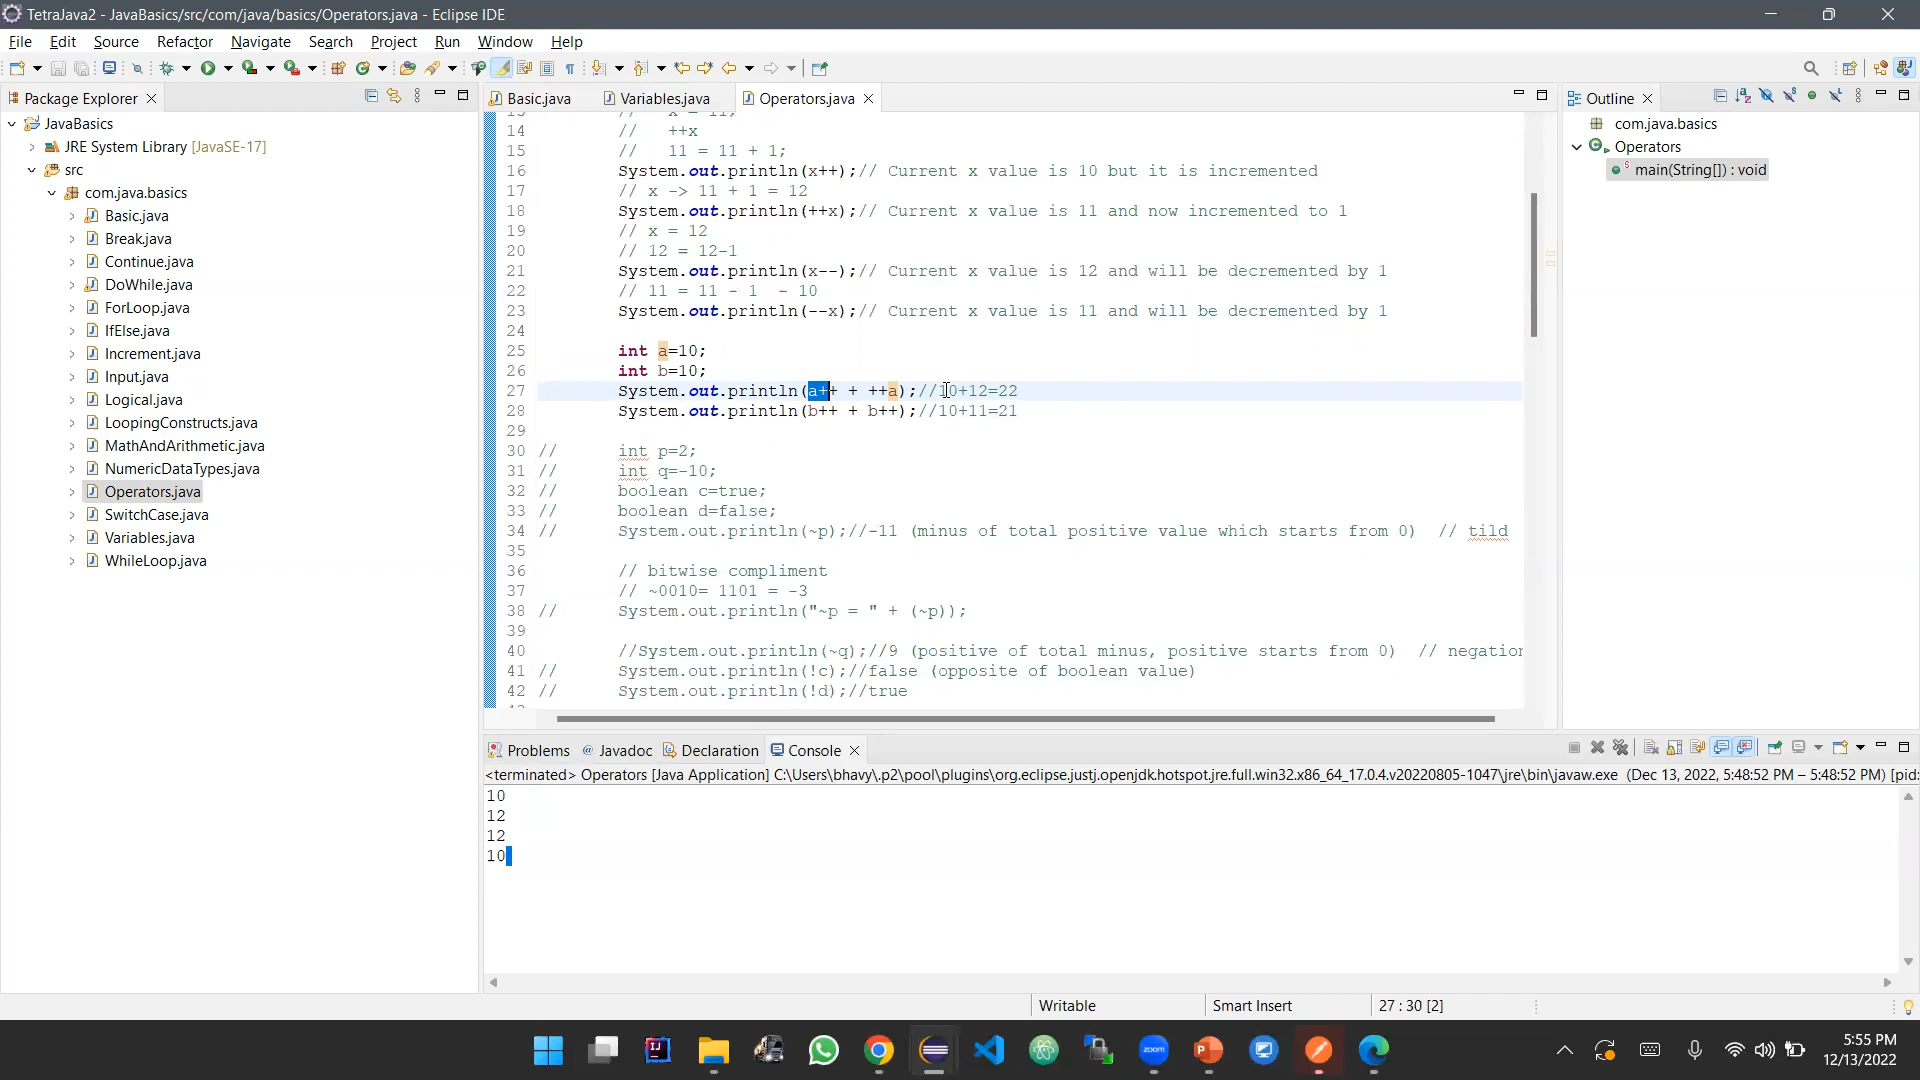 TetraJava2 - JavaBasics/src/com/java/basics/Operators.java - Eclipse IDE
File Edit Source Refactor Navigate Search Project Run Window Help
Package Explorer
JavaBasics
JRE System Library [JavaSE-17]
src
com.java.basics
Basic.java
Break.java
Continue.java
DoWhile.java
ForLoop.java
IfElse.java
Increment.java
Input.java
Logical.java
LoopingConstructs.java
MathAndArithmetic.java
NumericDataTypes.java
Operators.java
SwitchCase.java
Variables.java
WhileLoop.java
Basic.java Variables.java Operators.java
13 // x = 11;
14 // ++x
15 // 11 = 11 + 1;
16 System.out.println(x++);// Current x value is 10 but it is incremented
17 // x -> 11 + 1 = 12
18 System.out.println(++x);// Current x value is 11 and now incremented to 1
19 // x = 12
20 // 12 = 12-1
21 System.out.println(x--);// Current x value is 12 and will be decremented by 1
22 // 11 = 11 - 1  - 10
23 System.out.println(--x);// Current x value is 11 and will be decremented by 1
24
25 int a=10;
26 int b=10;
27 System.out.println(a++ + ++a);//10+12=22
28 System.out.println(b++ + b++);//10+11=21
29
30 // int p=2;
31 // int q=-10;
32 // boolean c=true;
33 // boolean d=false;
34 // System.out.println(~p);//-11 (minus of total positive value which starts from 0)  // tild
35
36 // bitwise compliment
37 // ~0010= 1101 = -3
38 // System.out.println("~p = " + (~p));
39
40 //System.out.println(~q);//9 (positive of total minus, positive starts from 0)  // negation
41 // System.out.println(!c);//false (opposite of boolean value)
42 // System.out.println(!d);//true
Outline
com.java.basics
Operators
main(String[]) : void
Problems Javadoc Declaration Console
<terminated> Operators [Java Application] C:\Users\bhavy\.p2\pool\plugins\org.eclipse.justj.openjdk.hotspot.jre.full.win32.x86_64_17.0.4.v20220805-1047\jre\bin\javaw.exe (Dec 13, 2022, 5:48:52 PM – 5:48:52 PM) [pid:
10
12
12
10
Writable Smart Insert 27 : 30 [2]
zoom
5:55 PM
12/13/2022